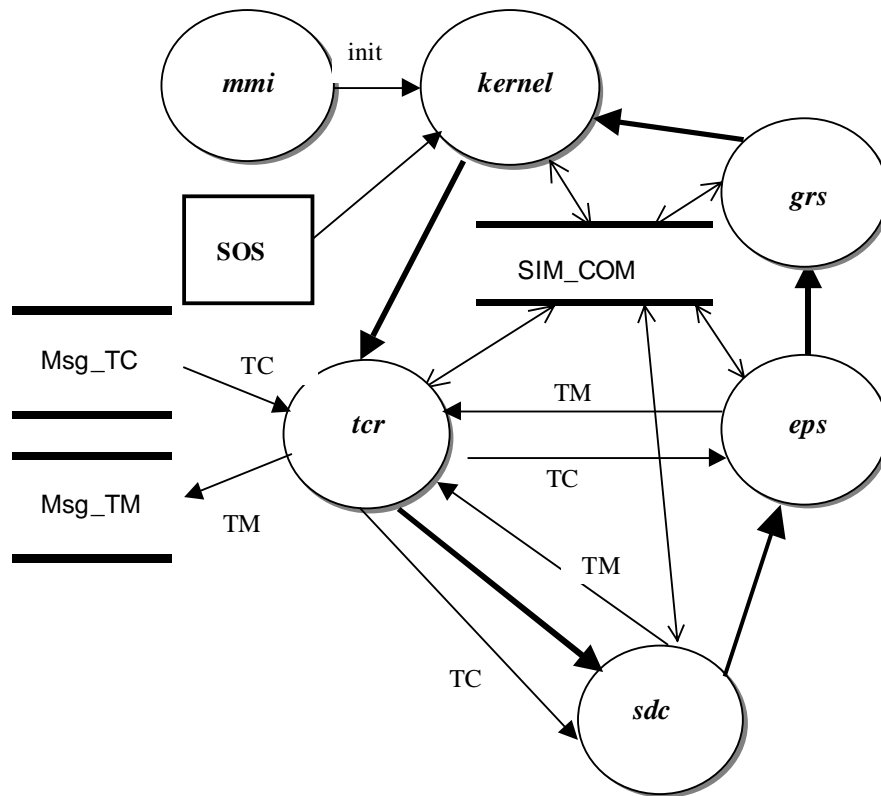 init
mmi
kernel
grs
SOS
SIM_COM
Msg_TC
TC
tcr
TM
eps
TC
Msg_TM
TM
TM
TC
sdc